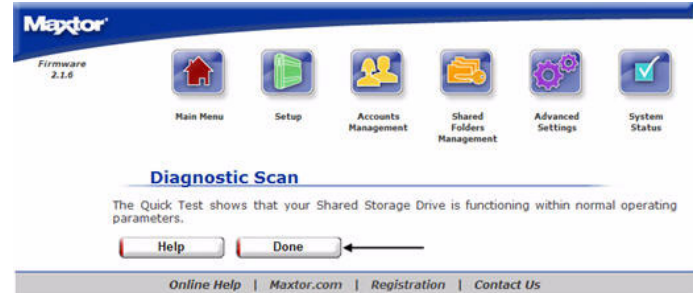 Maxtor
Firmware
2.1.6
Main Menu
Setup
Accounts
Management
Shared
Folders
Management
Advanced
Settings
System
Status
Diagnostic Scan
The Quick Test shows that your Shared Storage Drive is functioning within normal operating
parameters.
Help
Done
Online Help | Maxtor.com | Registration | Contact Us